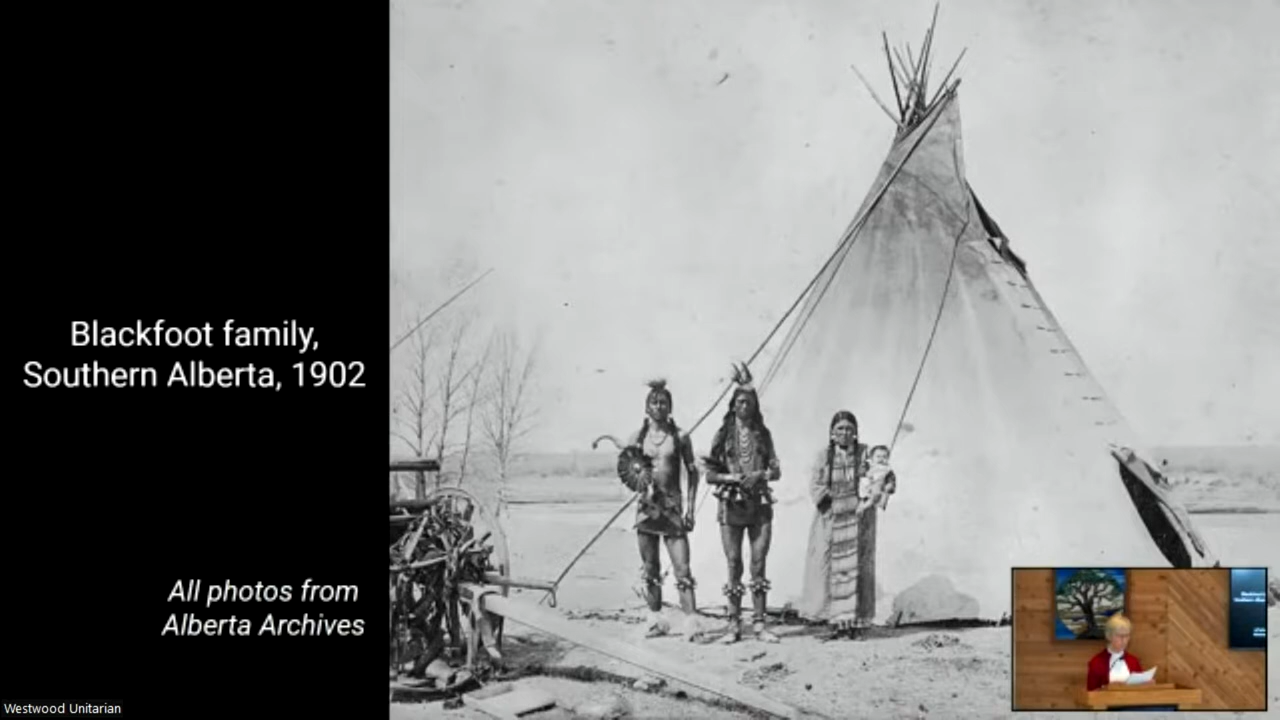 Blackfoot family,
Southern Alberta, 1902
All photos from
Alberta Archives
Westwood Unitarian